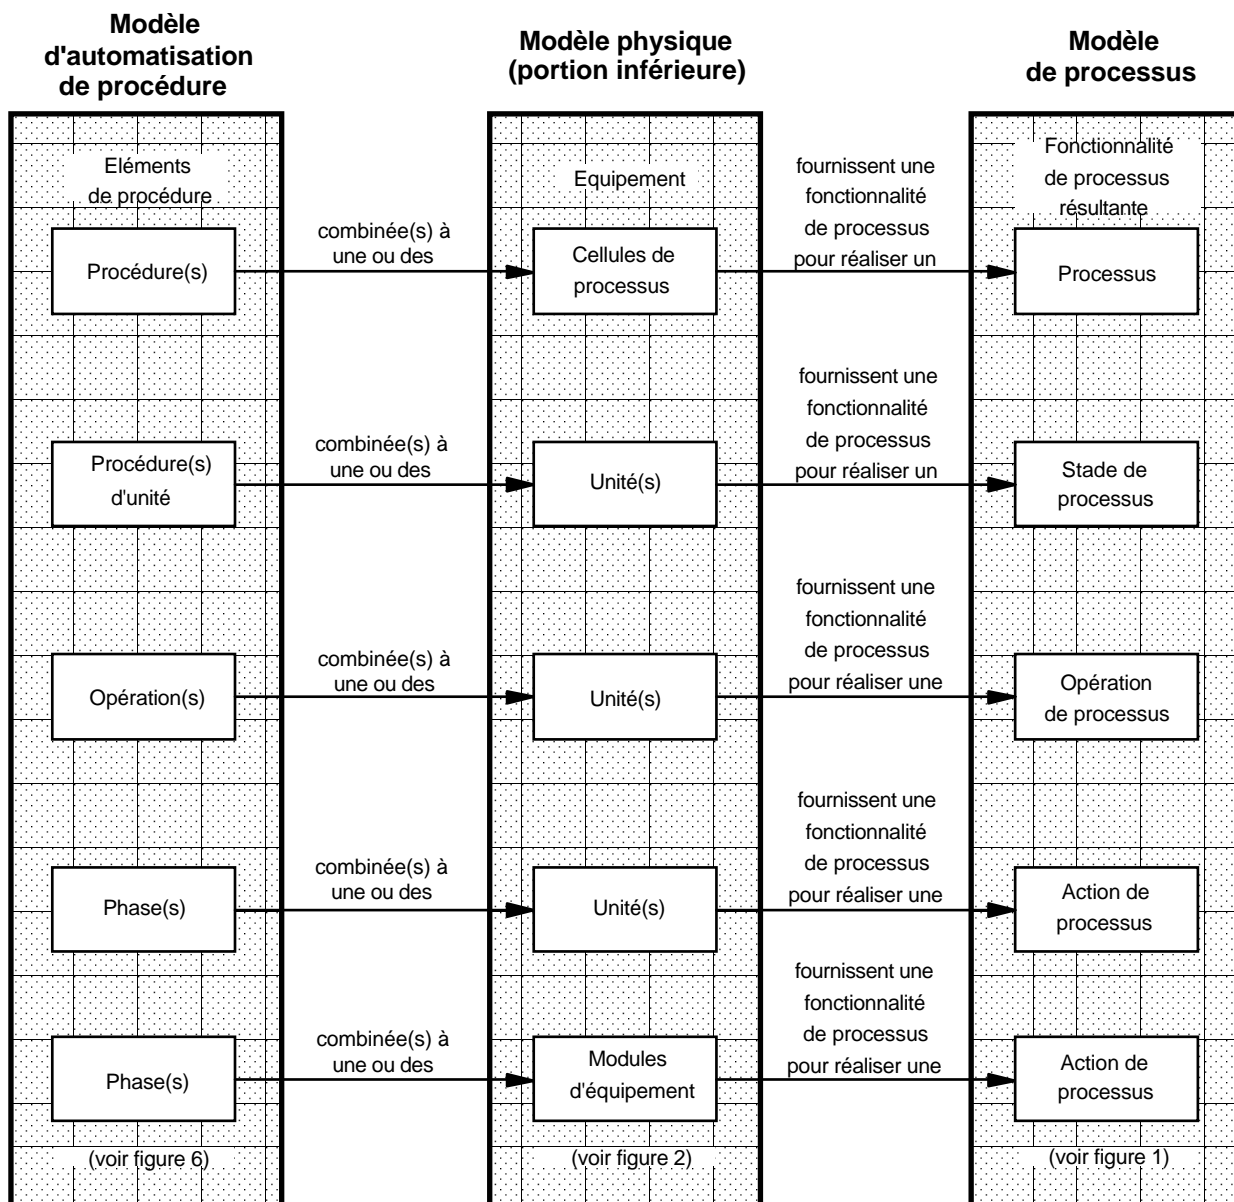 Modèle
d'automatisation
de procédure
Modèle physique
(portion inférieure)
Modèle
de processus
Eléments
de procédure
Equipement
Fonctionnalité
de processus
résultante
Procédure(s)
combinée(s) à
une ou des
Cellules de
processus
fournissent une
fonctionnalité
de processus
pour réaliser un
Processus
Procédure(s)
d'unité
combinée(s) à
une ou des
Unité(s)
fournissent une
fonctionnalité
de processus
pour réaliser un
Stade de
processus
Opération(s)
combinée(s) à
une ou des
Unité(s)
fournissent une
fonctionnalité
de processus
pour réaliser une
Opération
de processus
Phase(s)
combinée(s) à
une ou des
Unité(s)
fournissent une
fonctionnalité
de processus
pour réaliser une
Action de
processus
Phase(s)
combinée(s) à
une ou des
Modules
d'équipement
fournissent une
fonctionnalité
de processus
pour réaliser une
Action de
processus
(voir figure 6)
(voir figure 2)
(voir figure 1)